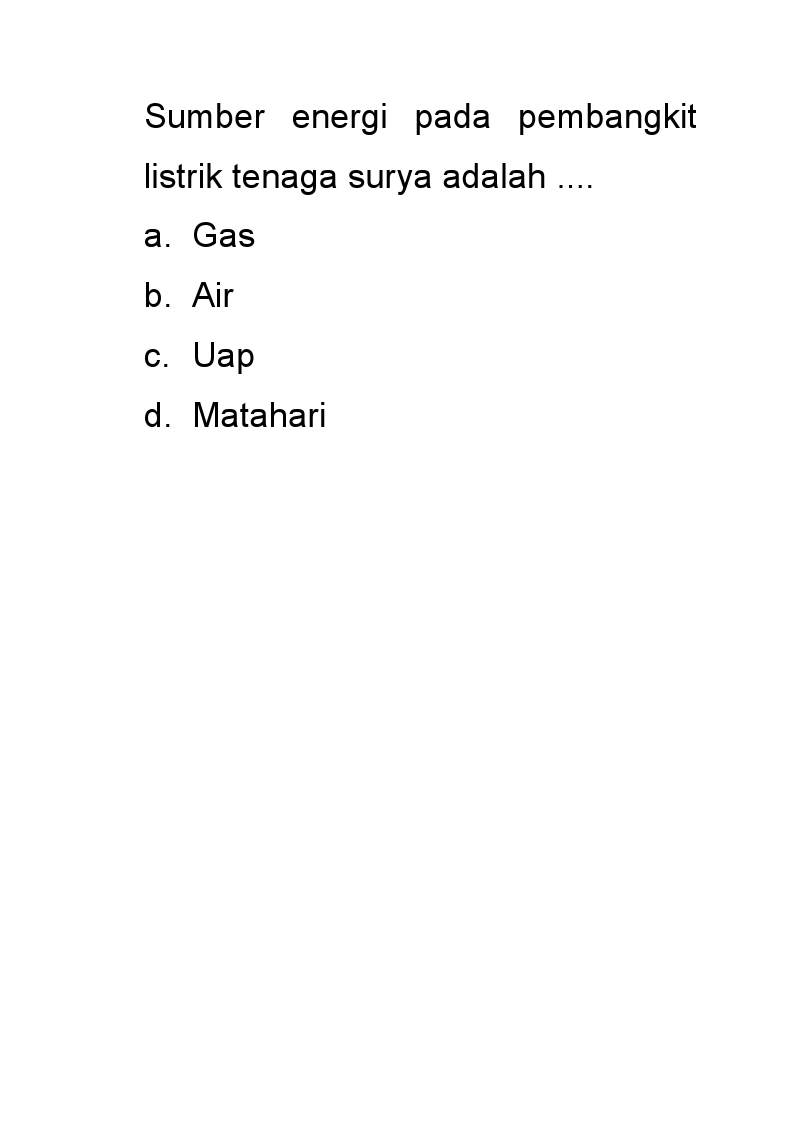 Sumber energi pada pembangkit
listrik tenaga surya adalah ....
a. Gas
b. Air
c. Uap
d. Matahari